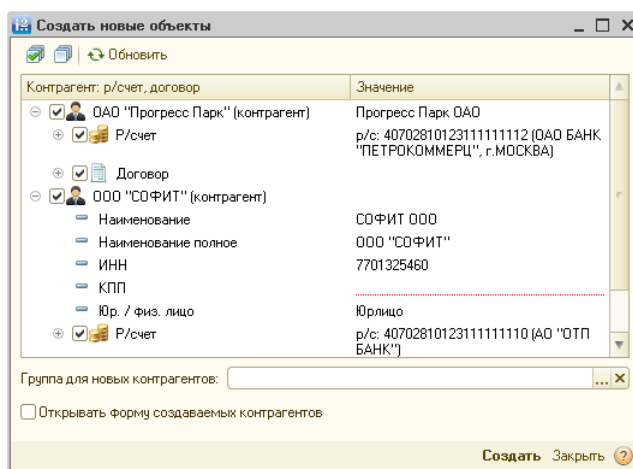 Создать новые объекты
Обновить
Контрагент: р/счет, договор Значение
ОАО "Прогресс Парк" (контрагент) Прогресс Парк ОАО
Р/счет р/с: 40702810123111111112 (ОАО БАНК
"ПЕТРОКОММЕРЦ", г.МОСКВА)
Договор
ООО "СОФИТ" (контрагент)
Наименование СОФИТ ООО
Наименование полное ООО "СОФИТ"
ИНН 7701325460
КПП
Юр. / физ. лицо Юрлицо
Р/счет р/с: 40702810123111111110 (АО "ОТП
БАНК")
Группа для новых контрагентов: ...
Открывать форму создаваемых контрагентов
Создать Закрыть ?